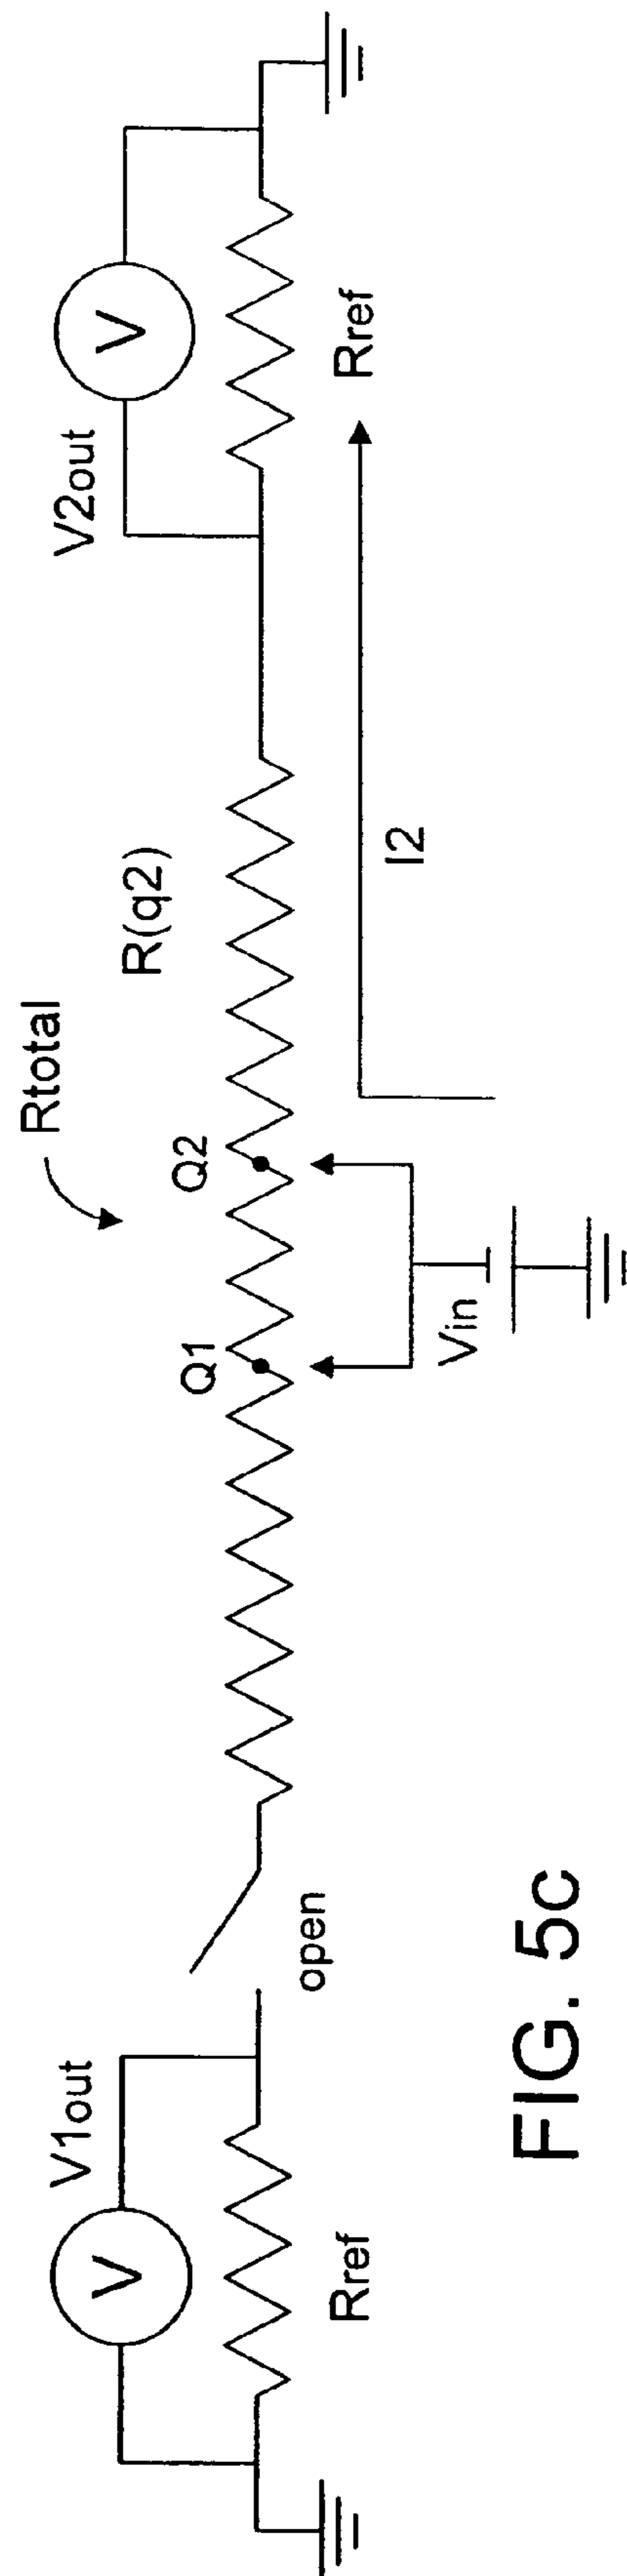 V1out
V
Rref
open
Rtotal
Q1
Q2
R(q2)
Vin
I2
V2out
V
Rref
FIG. 5c